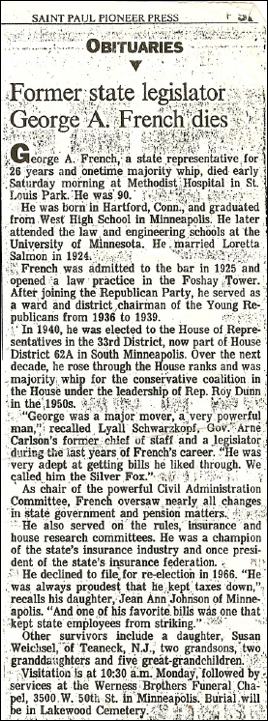 SAINT PAUL PIONEER PRESS
OBITUARIES
Former state legislator
George A. French dies
George A. French, a state representative for
26 years and onetime majority whip, died early
Saturday morning at Methodist Hospital in St.
Louis Park. He was 90.
He was born in Hartford, Conn., and graduated
from West High School in Minneapolis. He later
attended the law and engineering schools at the
University of Minnesota. He married Loretta
Salmon in 1924.
French was admitted to the bar in 1925 and
opened a law practice in the Foshay Tower.
After joining the Republican Party, he served as
a ward and district chairman of the Young Re-
publicans from 1936 to 1939.
In 1940, he was elected to the House of Repre-
sentatives in the 33rd District, now part of House
District 62A in South Minneapolis. Over the next
decade, he rose through the House ranks and was
majority whip for the conservative coalition in
the House under the leadership of Rep. Roy Dunn
in the 1950s.
"George was a major mover, a very powerful
man," recalled Lyall Schwarzkopf, Gov. Arne
Carlson's former chief of staff and a legislator
during the last years of French's career. "He was
very adept at getting bills he liked through. We
called him the Silver Fox."
As chair of the powerful Civil Administration
Committee, French oversaw nearly all changes
in state government and pension matters.
He also served on the rules, insurance and
house research committees. He was a champion
of the state's insurance industry and once presi-
dent of the state's insurance federation.
He declined to file for re-election in 1966. "He
was always proudest that he kept taxes down,"
recalls his daughter, Jean Ann Johnson of Minne-
apolis. "And one of his favorite bills was one that
kept state employees from striking."
Other survivors include a daughter, Susan
Weichsel, of Teaneck, N.J., two grandsons, two
granddaughters and five great-grandchildren.
Visitation is at 10:30 a.m. Monday, followed by
services at the Werness Brothers Funeral Cha-
pel, 3500 W. 50th St. in Minneapolis. Burial will
be in Lakewood Cemetery.